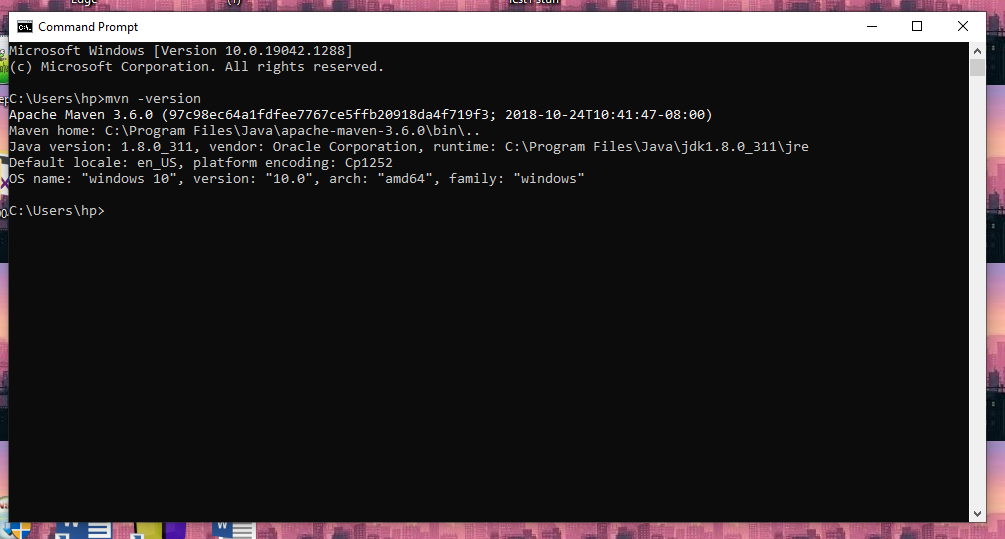 Command Prompt
Microsoft Windows [Version 10.0.19042.1288]
(c) Microsoft Corporation. All rights reserved.
C:\Users\hp>mvn -version
Apache Maven 3.6.0 (97c98ec64a1fdfee7767ce5ffb20918da4f719f3; 2018-10-24T10:41:47-08:00)
Maven home: C:\Program Files\Java\apache-maven-3.6.0\bin\..
Java version: 1.8.0_311, vendor: Oracle Corporation, runtime: C:\Program Files\Java\jdk1.8.0_311\jre
Default locale: en_US, platform encoding: Cp1252
OS name: "windows 10", version: "10.0", arch: "amd64", family: "windows"
C:\Users\hp>